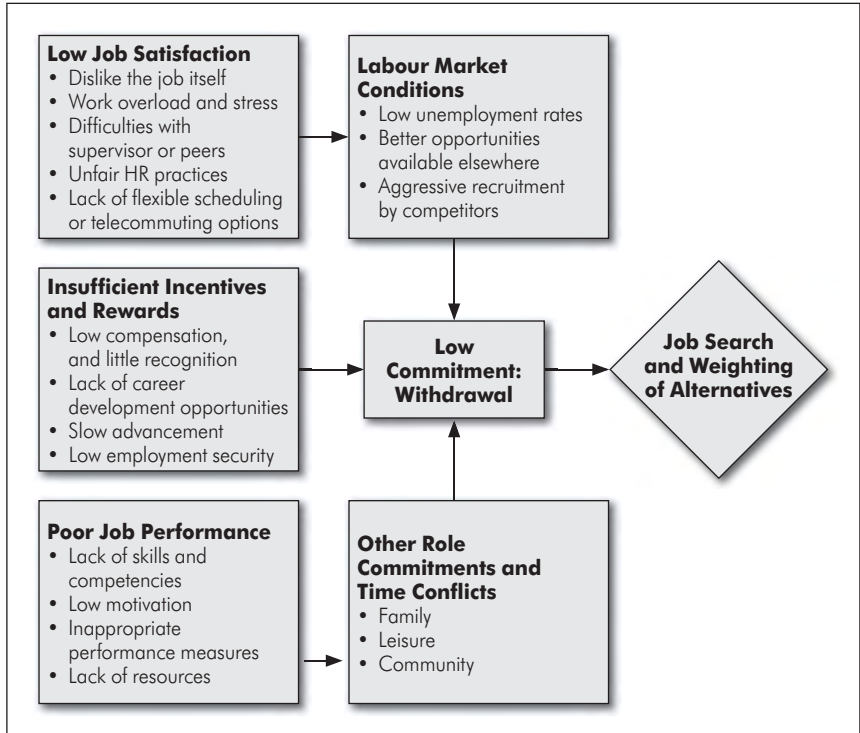 Low Job Satisfaction
• Dislike the job itself
• Work overload and stress
• Difficulties with
supervisor or peers
• Unfair HR practices
• Lack of flexible scheduling
or telecommuting options
Labour Market
Conditions
• Low unemployment rates
• Better opportunities
available elsewhere
• Aggressive recruitment
by competitors
Insufficient Incentives
and Rewards
• Low compensation,
and little recognition
• Lack of career
development opportunities
• Slow advancement
• Low employment security
Low
Commitment:
Withdrawal
Job Search
and Weighting
of Alternatives
Poor Job Performance
• Lack of skills and
competencies
• Low motivation
• Inappropriate
performance measures
• Lack of resources
Other Role
Commitments and
Time Conflicts
• Family
• Leisure
• Community